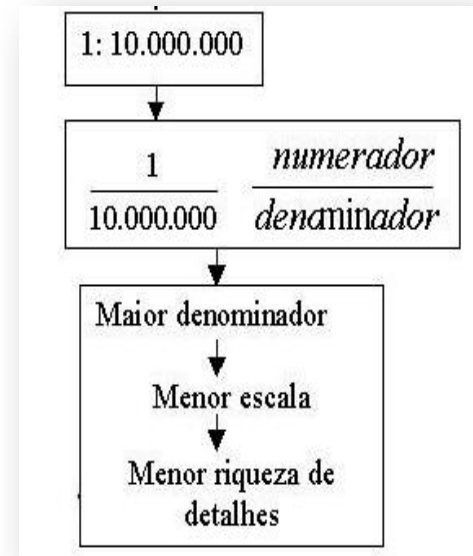 1: 10.000.000
1 numerador
10.000.000 denaminador
Maior denominador
Menor escala
Menor riqueza de
detalhes